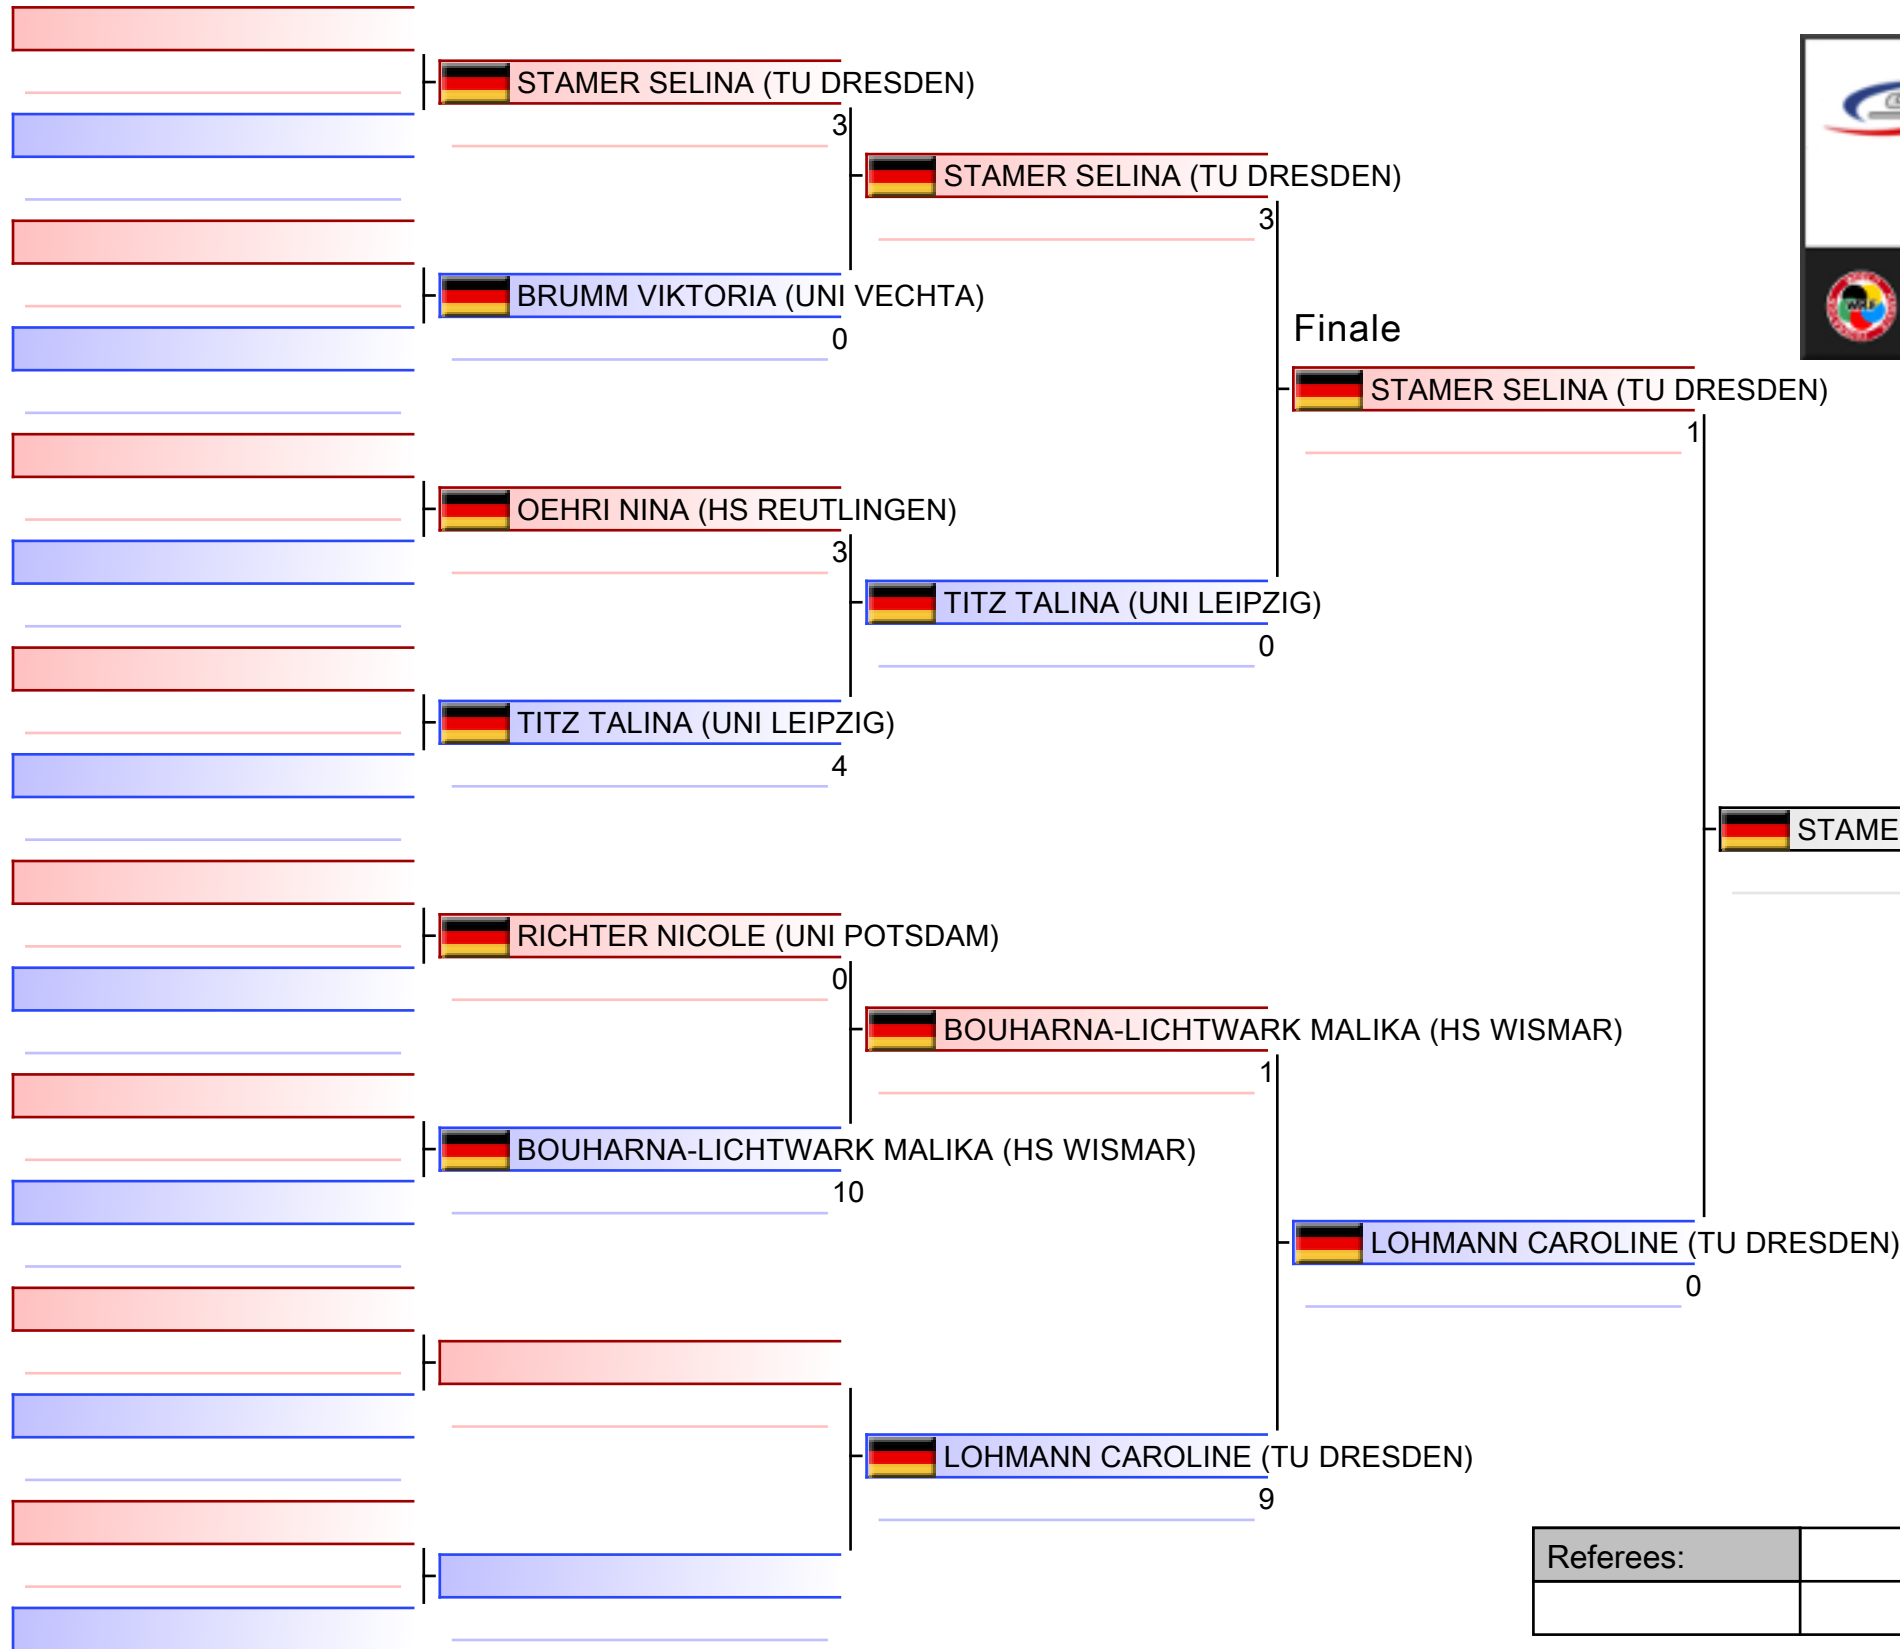 STAMER SELINA (TU DRESDEN)
3
STAMER SELINA (TU DRESDEN)
3
BRUMM VIKTORIA (UNI VECHTA)
0
Finale
STAMER SELINA (TU DRESDEN)
1
OEHRI NINA (HS REUTLINGEN)
3
TITZ TALINA (UNI LEIPZIG)
0
TITZ TALINA (UNI LEIPZIG)
4
STAME
RICHTER NICOLE (UNI POTSDAM)
0
BOUHARNA-LICHTWARK MALIKA (HS WISMAR)
1
BOUHARNA-LICHTWARK MALIKA (HS WISMAR)
10
LOHMANN CAROLINE (TU DRESDEN)
0
LOHMANN CAROLINE (TU DRESDEN)
9
Referees: